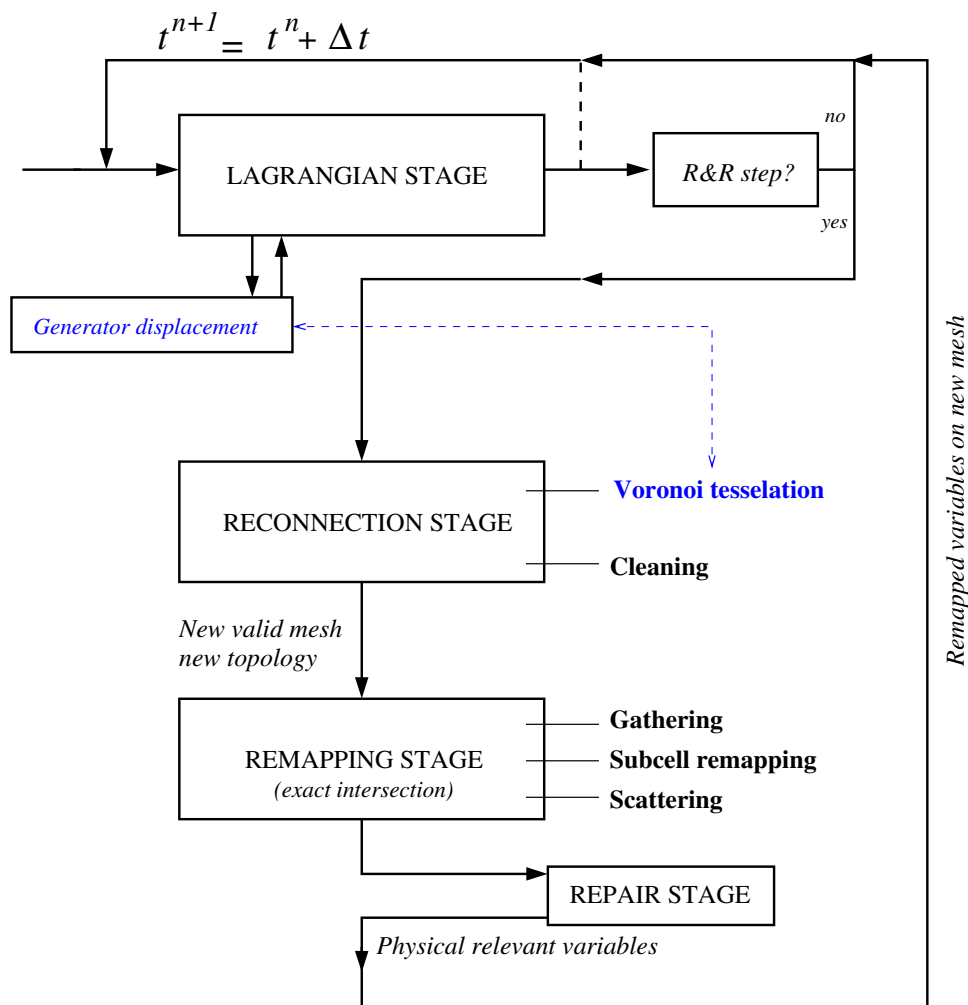 t^{n+1} = t^n + Δt
no
LAGRANGIAN STAGE
R&R step?
yes
Generator displacement
Remapped variables on new mesh
Voronoi tesselation
RECONNECTION STAGE
Cleaning
New valid mesh
new topology
Gathering
REMAPPING STAGE
Subcell remapping
(exact intersection)
Scattering
REPAIR STAGE
Physical relevant variables